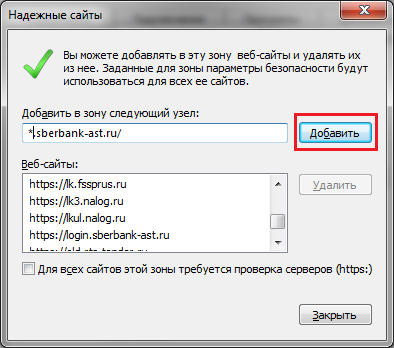 Надежные сайты
Вы можете добавлять в эту зону веб-сайты и удалять их
из нее. Заданные для зоны параметры безопасности будут
использоваться для всех ее сайтов.
Добавить в зону следующий узел:
*.sberbank-ast.ru/
Добавить
Веб-сайты:
https://lk.fssprus.ru
https://lk3.nalog.ru
https://lkul.nalog.ru
https://login.sberbank-ast.ru
Удалить
Для всех сайтов этой зоны требуется проверка серверов (https:)
Закрыть